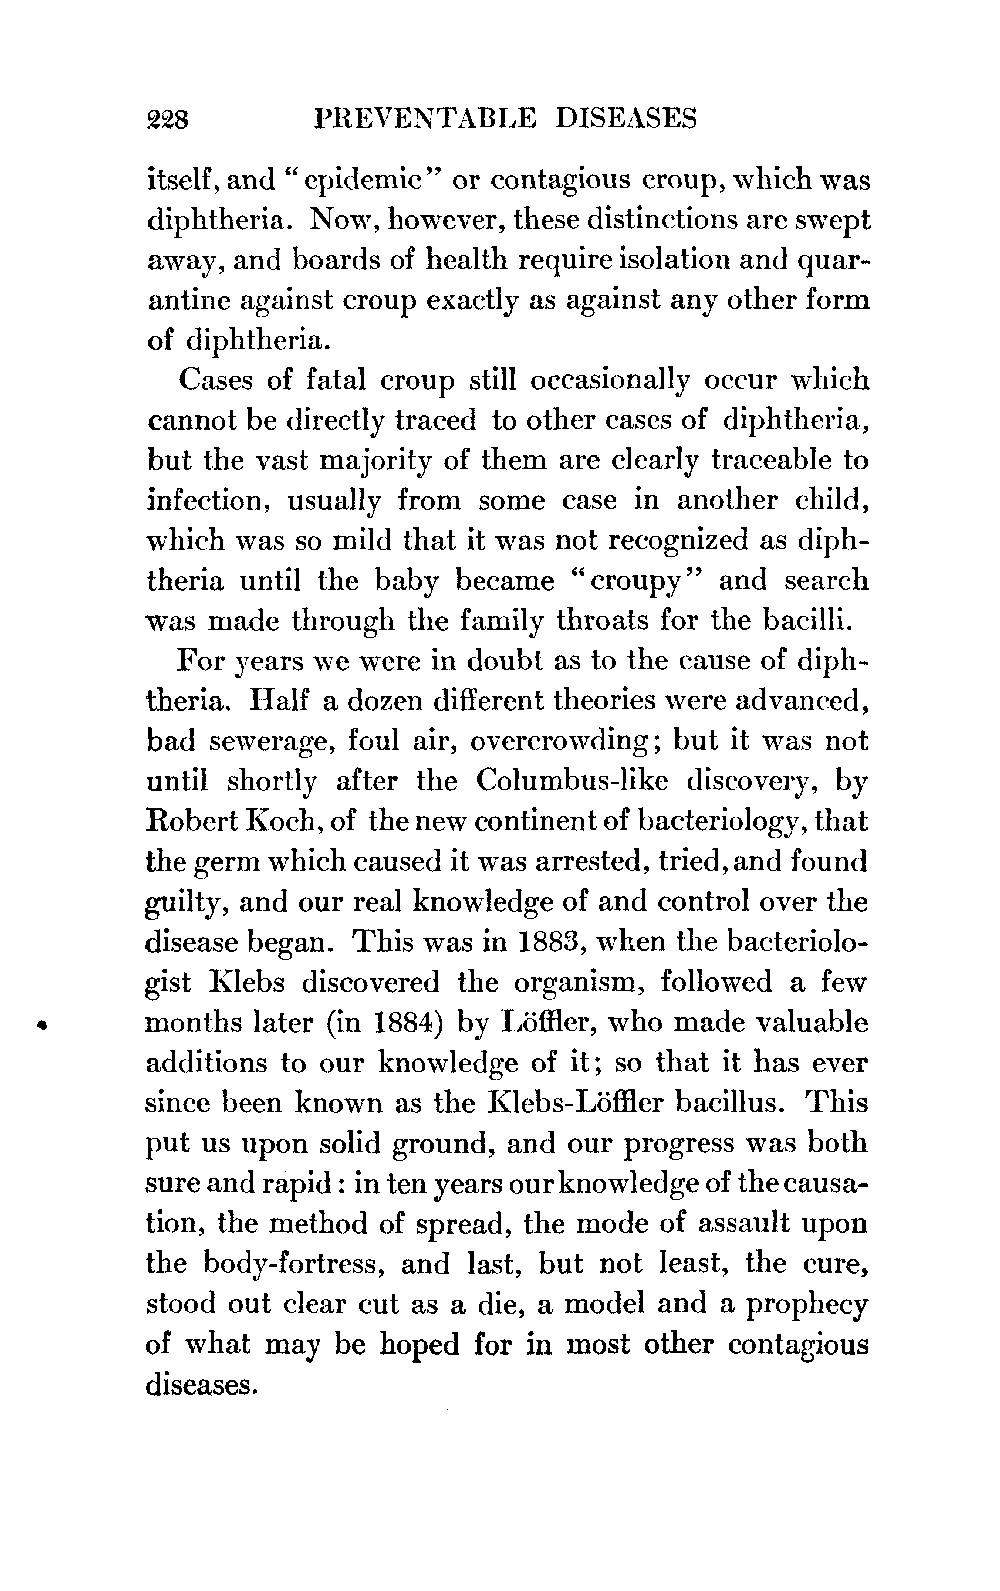 228 PREVENTABLE DISEASES
itself, and “epidemic” or contagious croup, which was
diphtheria. Now, however, these distinctions are swept
away, and boards of health require isolation and quar-
antine against croup exactly as against any other form
of diphtheria.
Cases of fatal croup still occasionally occur which
cannot be directly traced to other cases of diphtheria,
but the vast majority of them are clearly traceable to
infection, usually from some case in another child,
which was so mild that it was not recognized as diph-
theria until the baby became “croupy” and search
was made through the family throats for the bacilli.
For years we were in doubt as to the cause of diph-
theria. Half a dozen different theories were advanced,
bad sewerage, foul air, overcrowding; but it was not
until shortly after the Columbus-like discovery, by
Robert Koch, of the new continent of bacteriology, that
the germ which caused it was arrested, tried, and found
guilty, and our real knowledge of and control over the
disease began. This was in 1883, when the bacteriolo-
gist Klebs discovered the organism, followed a few
months later (in 1884) by Löffler, who made valuable
additions to our knowledge of it; so that it has ever
since been known as the Klebs-Löffler bacillus. This
put us upon solid ground, and our progress was both
sure and rapid: in ten years our knowledge of the causa-
tion, the method of spread, the mode of assault upon
the body-fortress, and last, but not least, the cure,
stood out clear cut as a die, a model and a prophecy
of what may be hoped for in most other contagious
diseases.